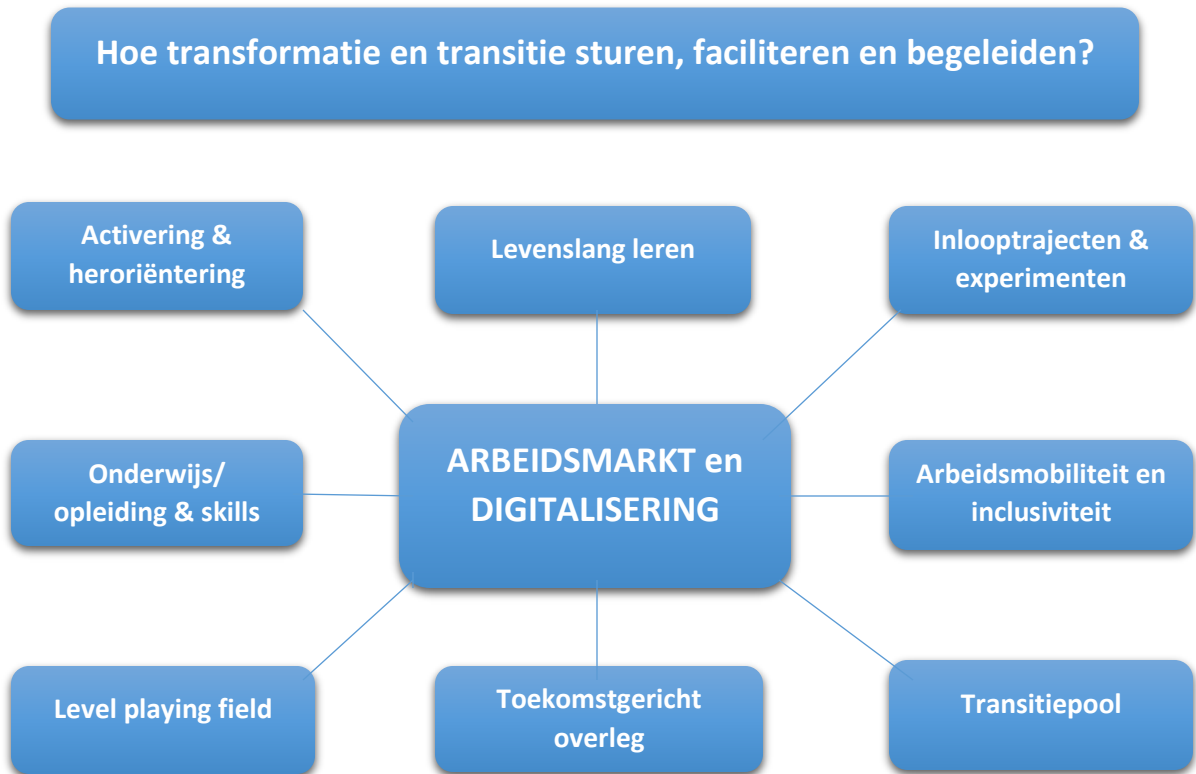 Hoe transformatie en transitie sturen, faciliteren en begeleiden?
Activering &
heroriëntering
Levenslang leren
Inlooptrajecten &
experimenten
Onderwijs/
opleiding & skills
ARBEIDSMARKT en
DIGITALISERING
Arbeidsmobiliteit en
inclusiviteit
Level playing field
Toekomstgericht
overleg
Transitiepool